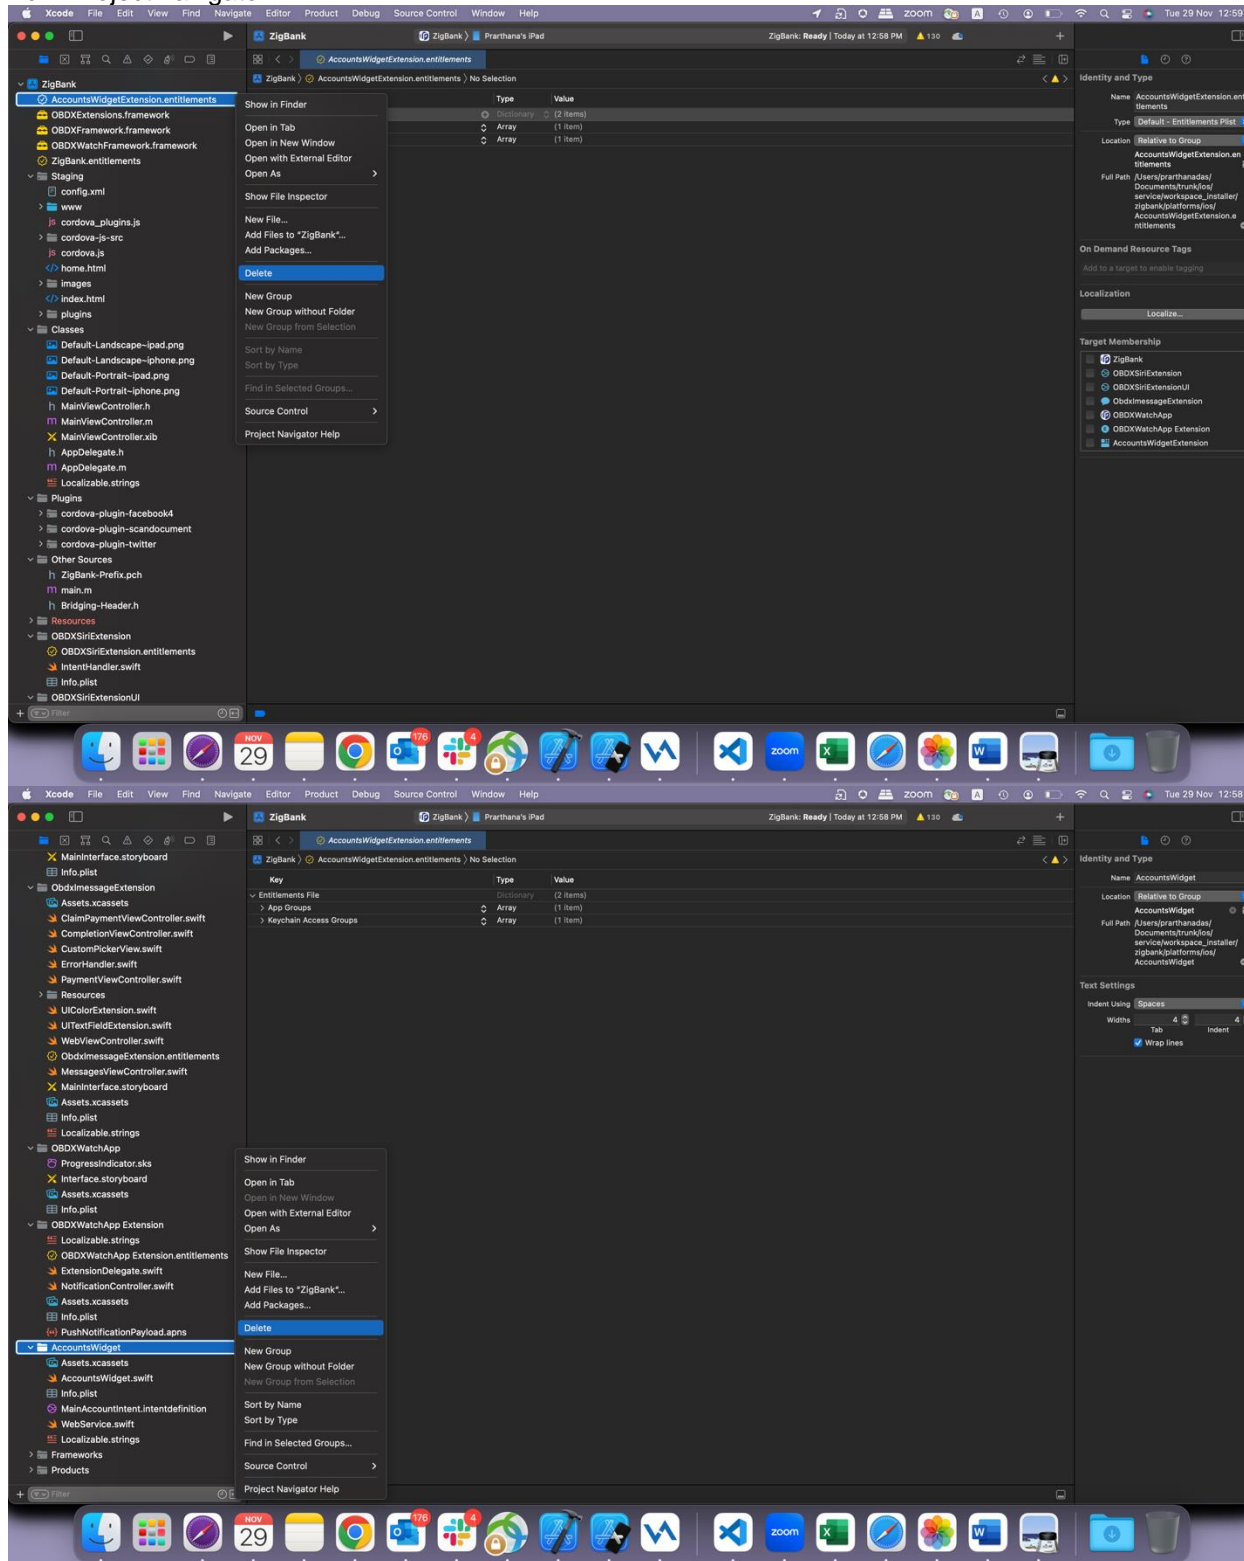 Xcode File Edit View Find Navigate Editor Product Debug Source Control Window Help zoom A Tue 29 Nov 12:59
ZigBank ZigBank 〉 Prarthana's iPad ZigBank: Ready | Today at 12:58 PM 130 +
AccountsWidgetExtension.entitlements
ZigBank 〉 AccountsWidgetExtension.entitlements 〉 No Selection
Type Value
Dictionary (2 items)
Array (1 item)
Array (1 item)
ZigBank
AccountsWidgetExtension.entitlements
OBDXExtensions.framework
OBDXFramework.framework
OBDXWatchFramework.framework
ZigBank.entitlements
Staging
config.xml
www
cordova_plugins.js
cordova-js-src
cordova.js
home.html
images
index.html
plugins
Classes
Default-Landscape~ipad.png
Default-Landscape~iphone.png
Default-Portrait~ipad.png
Default-Portrait~iphone.png
MainViewController.h
MainViewController.m
MainViewController.xib
AppDelegate.h
AppDelegate.m
Localizable.strings
Plugins
cordova-plugin-facebook4
cordova-plugin-scandocument
cordova-plugin-twitter
Other Sources
ZigBank-Prefix.pch
main.m
Bridging-Header.h
Resources
OBDXSiriExtension
OBDXSiriExtension.entitlements
IntentHandler.swift
Info.plist
OBDXSiriExtensionUI
+ Filter
Show in Finder
Open in Tab
Open in New Window
Open with External Editor
Open As
Show File Inspector
New File...
Add Files to "ZigBank"...
Add Packages...
Delete
New Group
New Group without Folder
New Group from Selection
Sort by Name
Sort by Type
Find in Selected Groups...
Source Control
Project Navigator Help
Identity and Type
Name AccountsWidgetExtension.ent
tlements
Type Default - Entitlements Plist
Location Relative to Group
AccountsWidgetExtension.en
titlements
Full Path /Users/prarthanadas/
Documents/trunk/ios/
service/workspace_installer/
zigbank/platforms/ios/
AccountsWidgetExtension.e
ntitlements
On Demand Resource Tags
Add to a target to enable tagging
Localization
Localize...
Target Membership
ZigBank
OBDXSiriExtension
OBDXSiriExtensionUI
ObdxImessageExtension
OBDXWatchApp
OBDXWatchApp Extension
AccountsWidgetExtension
NOV
29
176
4
zoom
Xcode File Edit View Find Navigate Editor Product Debug Source Control Window Help zoom A Tue 29 Nov 12:58
ZigBank ZigBank 〉 Prarthana's iPad ZigBank: Ready | Today at 12:58 PM 130 +
AccountsWidgetExtension.entitlements
ZigBank 〉 AccountsWidgetExtension.entitlements 〉 No Selection
Key Type Value
Entitlements File Dictionary (2 items)
App Groups Array (1 item)
Keychain Access Groups Array (1 item)
MainInterface.storyboard
Info.plist
ObdxImessageExtension
Assets.xcassets
ClaimPaymentViewController.swift
CompletionViewController.swift
CustomPickerView.swift
ErrorHandler.swift
PaymentViewController.swift
Resources
UIColorExtension.swift
UITextFieldExtension.swift
WebViewController.swift
ObdxImessageExtension.entitlements
MessagesViewController.swift
MainInterface.storyboard
Assets.xcassets
Info.plist
Localizable.strings
OBDXWatchApp
ProgressIndicator.sks
Interface.storyboard
Assets.xcassets
Info.plist
OBDXWatchApp Extension
Localizable.strings
OBDXWatchApp Extension.entitlements
ExtensionDelegate.swift
NotificationController.swift
Assets.xcassets
Info.plist
PushNotificationPayload.apns
AccountsWidget
Assets.xcassets
AccountsWidget.swift
Info.plist
MainAccountIntent.intentdefinition
WebService.swift
Localizable.strings
Frameworks
Products
+ Filter
Show in Finder
Open in Tab
Open in New Window
Open with External Editor
Open As
Show File Inspector
New File...
Add Files to "ZigBank"...
Add Packages...
Delete
New Group
New Group without Folder
New Group from Selection
Sort by Name
Sort by Type
Find in Selected Groups...
Source Control
Project Navigator Help
Identity and Type
Name AccountsWidget
Location Relative to Group
AccountsWidget
Full Path /Users/prarthanadas/
Documents/trunk/ios/
service/workspace_installer/
zigbank/platforms/ios/
AccountsWidget
Text Settings
Indent Using Spaces
Widths 4 4
Tab Indent
Wrap lines
NOV
29
176
4
zoom